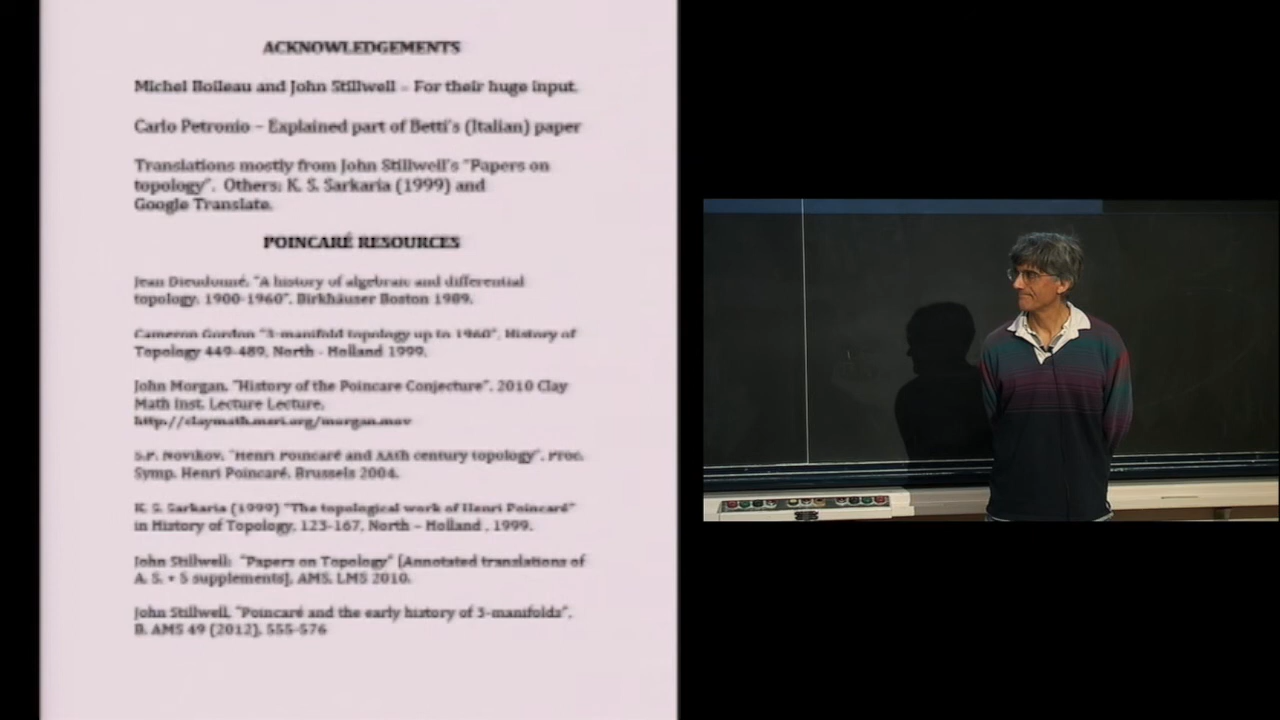 ACKNOWLEDGEMENTS
Michel Boileau and John Stillwell – For their huge input.
Carlo Petronio – Explained part of Betti's (Italian) paper
Translations mostly from John Stillwell's "Papers on
topology". Others: K. S. Sarkaria (1999) and
Google Translate.
POINCARÉ RESOURCES
Jean Dieudonné, "A history of algebraic and differential
topology, 1900-1960", Birkhäuser Boston 1989.
Cameron Gordon "3-manifold topology up to 1960", History of
Topology 449-489, North - Holland 1999.
John Morgan, "History of the Poincare Conjecture", 2010 Clay
Math Inst. Lecture Lecture,
http://claymath.msri.org/morgan.mov
S.P. Novikov, "Henri Poincaré and XXth century topology", Proc.
Symp. Henri Poincaré, Brussels 2004.
K. S. Sarkaria (1999) "The topological work of Henri Poincaré"
in History of Topology, 123-167, North – Holland , 1999.
John Stillwell: "Papers on Topology" [Annotated translations of
A. S. + 5 supplements], AMS, LMS 2010.
John Stillwell, "Poincaré and the early history of 3-manifolds",
B. AMS 49 (2012), 555-576